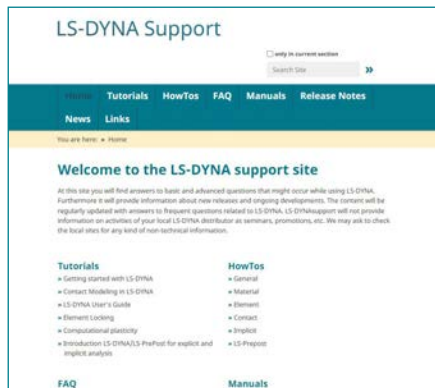 LS-DYNA Support
only in current section
Search Site »
Home Tutorials HowTos FAQ Manuals Release Notes
News Links
You are here: » Home
Welcome to the LS-DYNA support site
At this site you will find answers to basic and advanced questions that might occur while using LS-DYNA.
Furthermore it will provide information about new releases and ongoing developments. The content will be
regularly updated with answers to frequent questions related to LS-DYNA. LS-DYNAsupport will not provide
information on activities of your local LS-DYNA distributor as seminars, promotions, etc. We may ask to check
the local sites for any kind of non-technical information.
Tutorials
» Getting started with LS-DYNA
» Contact Modeling in LS-DYNA
» LS-DYNA User's Guide
» Element Locking
» Computational plasticity
» Introduction LS-DYNA/LS-PrePost for explicit and
implicit analysis
HowTos
» General
» Material
» Element
» Contact
» Implicit
» LS-Prepost
FAQ
Manuals